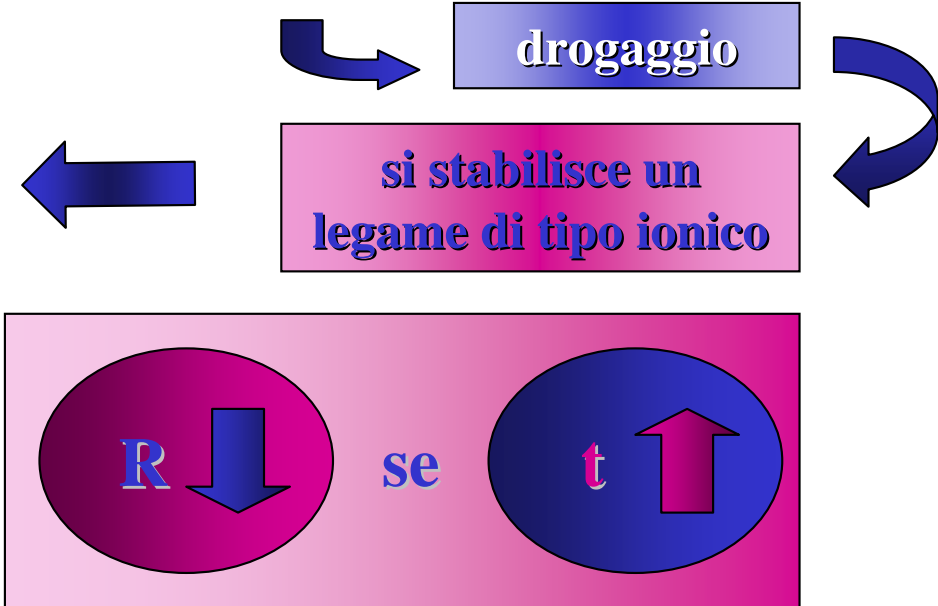 drogaggio
si stabilisce un
legame di tipo ionico
R se t